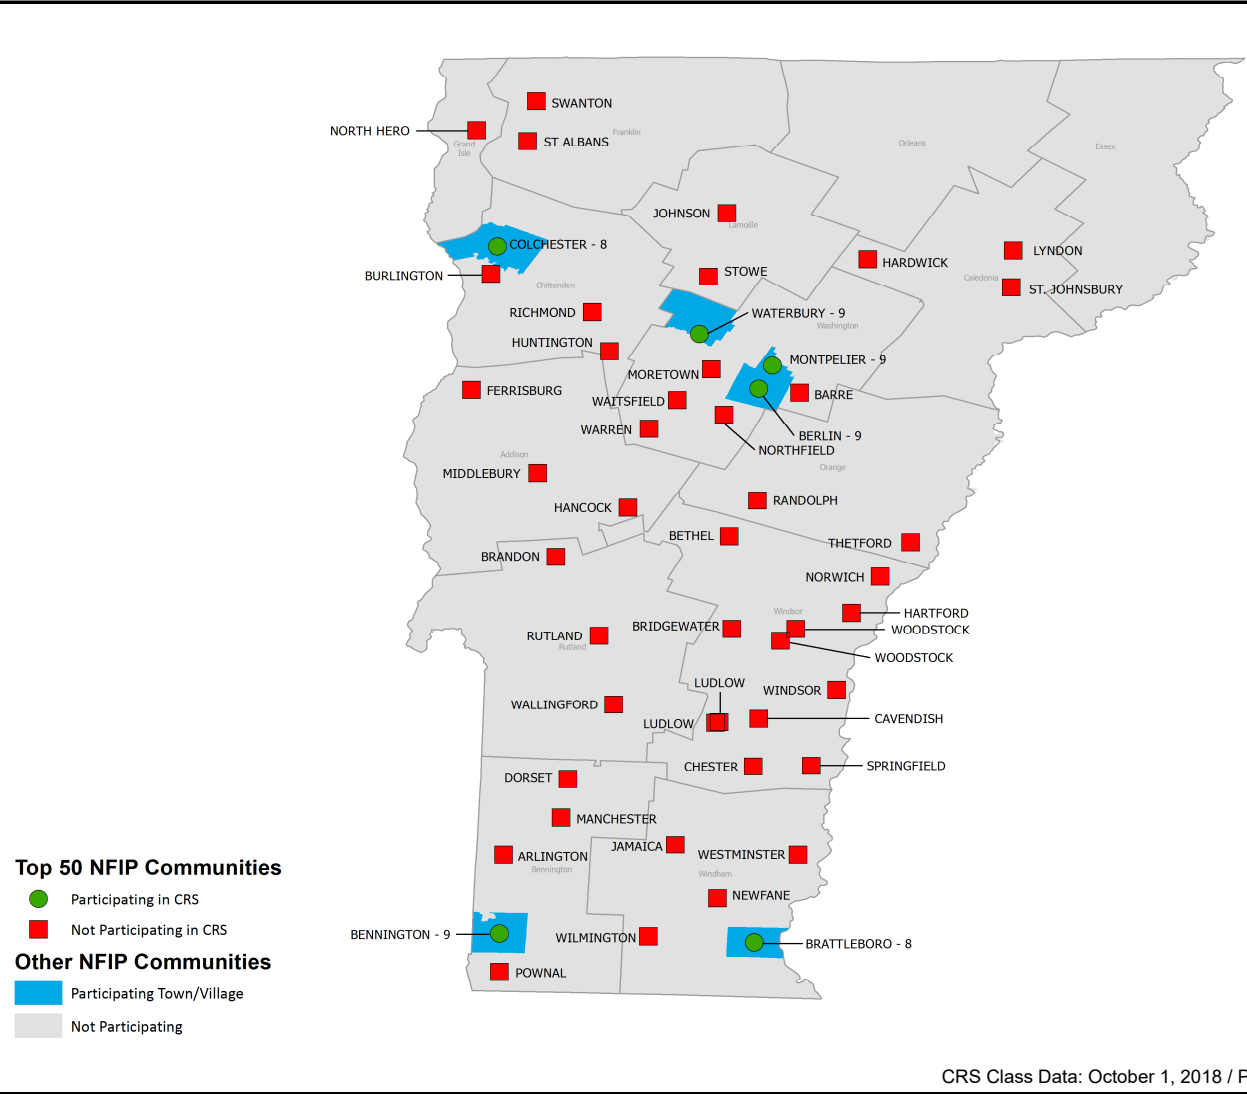 SWANTON
NORTH HERO
ST ALBANS
Franklin
Grand
Isle
Orleans
Essex
JOHNSON
Lamoille
COLCHESTER - 8
BURLINGTON
Chittenden
STOWE
HARDWICK
LYNDON
Caledonia
ST. JOHNSBURY
RICHMOND
WATERBURY - 9
Washington
HUNTINGTON
MONTPELIER - 9
MORETOWN
FERRISBURG
WAITSFIELD
BARRE
WARREN
BERLIN - 9
NORTHFIELD
Addison
Orange
MIDDLEBURY
HANCOCK
RANDOLPH
BETHEL
THETFORD
BRANDON
NORWICH
Windsor
HARTFORD
BRIDGEWATER
WOODSTOCK
RUTLAND
Rutland
WOODSTOCK
LUDLOW
WINDSOR
WALLINGFORD
LUDLOW
CAVENDISH
CHESTER
SPRINGFIELD
DORSET
MANCHESTER
JAMAICA
ARLINGTON
WESTMINSTER
Bennington
Windham
NEWFANE
BENNINGTON - 9
WILMINGTON
BRATTLEBORO - 8
POWNAL
Top 50 NFIP Communities
Participating in CRS
Not Participating in CRS
Other NFIP Communities
Participating Town/Village
Not Participating
CRS Class Data: October 1, 2018 / P